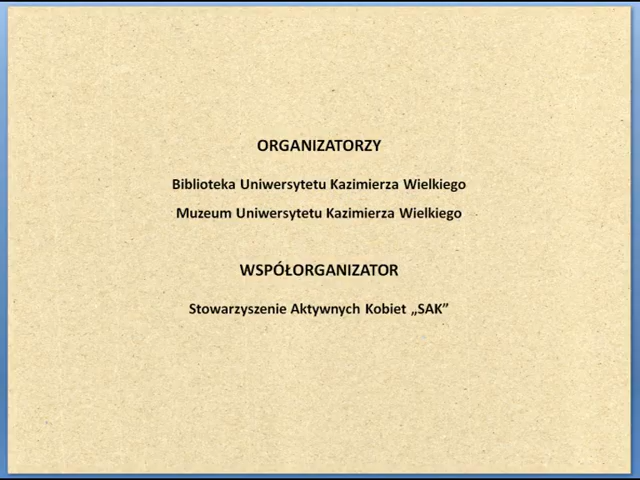 ORGANIZATORZY
Biblioteka Uniwersytetu Kazimierza Wielkiego
Muzeum Uniwersytetu Kazimierza Wielkiego
WSPÓŁORGANIZATOR
Stowarzyszenie Aktywnych Kobiet „SAK”